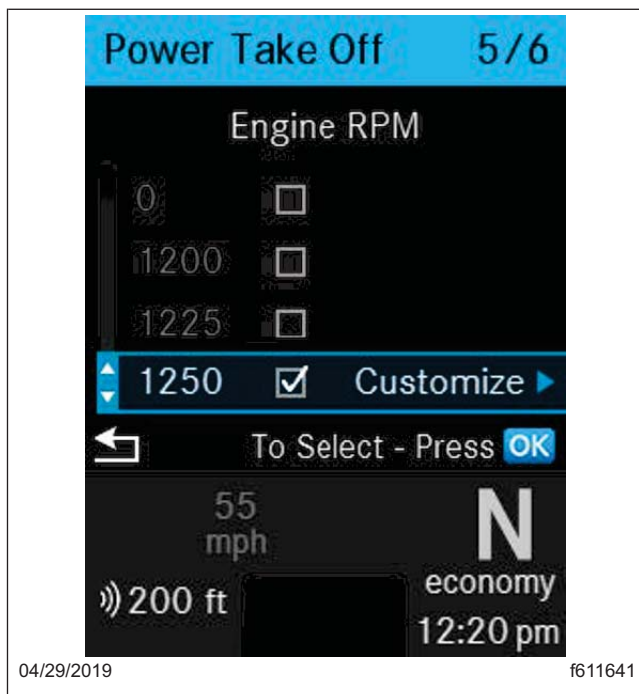 Power Take Off 5/6
Engine RPM
0
1200
1225
1250 Customize
To Select - Press OK
55
mph
N
200 ft
economy
12:20 pm
04/29/2019 f611641